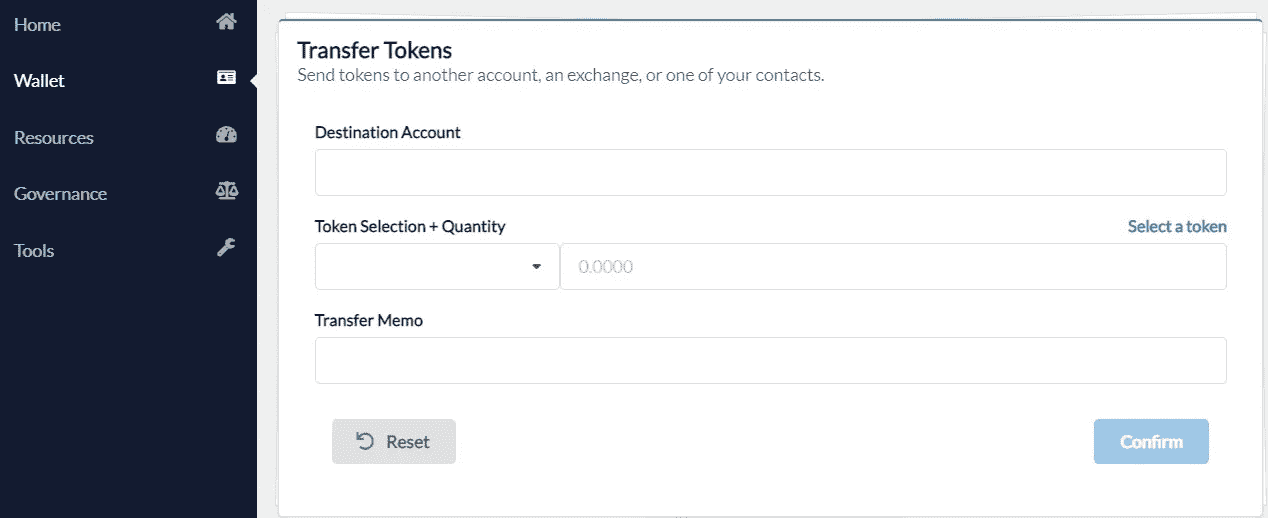 Home
Wallet
Resources
Governance
Tools
Transfer Tokens
Send tokens to another account, an exchange, or one of your contacts.
Destination Account
Token Selection + Quantity
Select a token
0.0000
Transfer Memo
Reset
Confirm